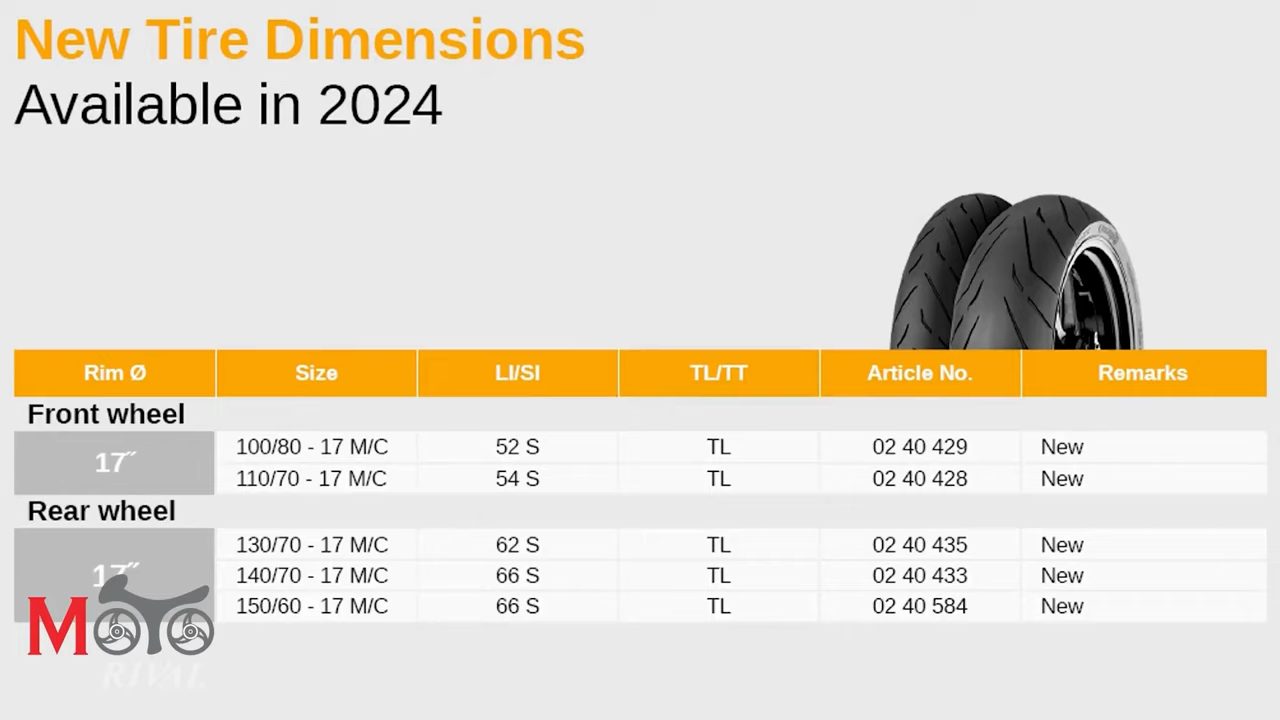 New Tire Dimensions
Available in 2024
Rim Ø Size LI/SI TL/TT Article No. Remarks
Front wheel
17˝
100/80 - 17 M/C 52 S TL 02 40 429 New
110/70 - 17 M/C 54 S TL 02 40 428 New
Rear wheel
17˝
130/70 - 17 M/C 62 S TL 02 40 435 New
140/70 - 17 M/C 66 S TL 02 40 433 New
150/60 - 17 M/C 66 S TL 02 40 584 New
MOTO
RIVAL